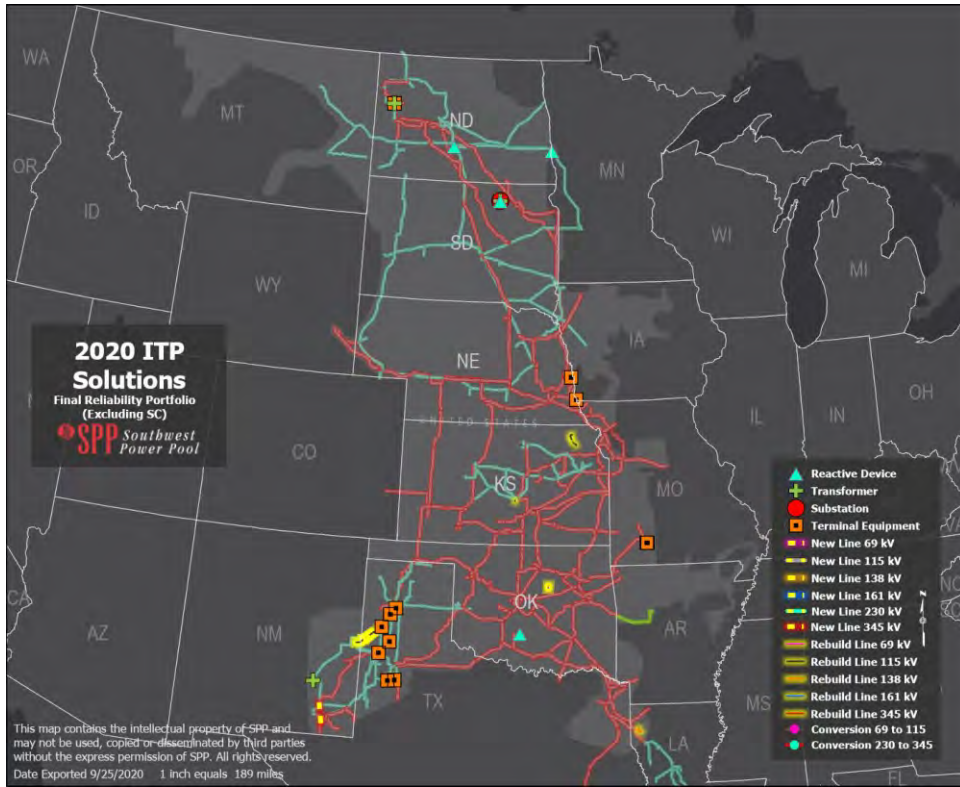 WA
MT
ND
MN
OR
ID
SD
WI
MI
WY
2020 ITP
Solutions
Final Reliability Portfolio
(Excluding SC)
SPP Southwest
Power Pool
NE
IA
UNITED STATES
IL
IN
OH
CO
KS
MO
Reactive Device
Transformer
Substation
Terminal Equipment
New Line 69 kV
New Line 115 kV
New Line 138 kV
New Line 161 kV
New Line 230 kV
New Line 345 kV
Rebuild Line 69 kV
Rebuild Line 115 kV
Rebuild Line 138 kV
Rebuild Line 161 kV
Rebuild Line 345 kV
Conversion 69 to 115
Conversion 230 to 345
N
CA
AZ
NM
OK
AR
TX
MS
LA
FL
NC
This map contains the intellectual property of SPP and
may not be used, copied or disseminated by third parties
without the express permission of SPP. All rights reserved.
Date Exported 9/25/2020 1 inch equals 189 miles